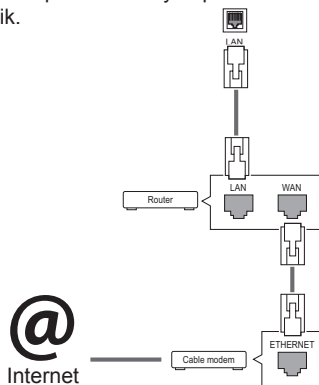 ik.
LAN
LAN
WAN
Router
ETHERNET
Cable modem
@
Internet